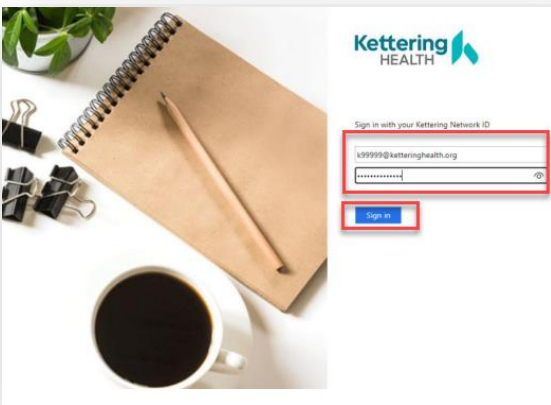 Kettering
HEALTH
Sign in with your Kettering Network ID
k99999@ketteringhealth.org
Sign in